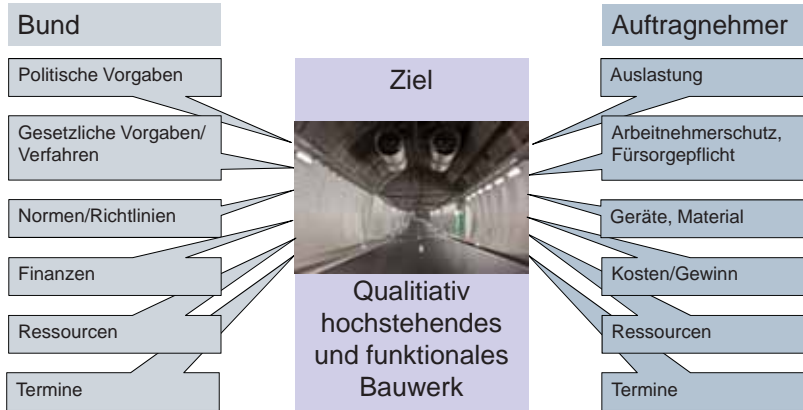 Bund
Politische Vorgaben
Gesetzliche Vorgaben/
Verfahren
Normen/Richtlinien
Finanzen
Ressourcen
Termine
Ziel
Qualitiativ
hochstehendes
und funktionales
Bauwerk
Auftragnehmer
Auslastung
Arbeitnehmerschutz,
Fürsorgepflicht
Geräte, Material
Kosten/Gewinn
Ressourcen
Termine